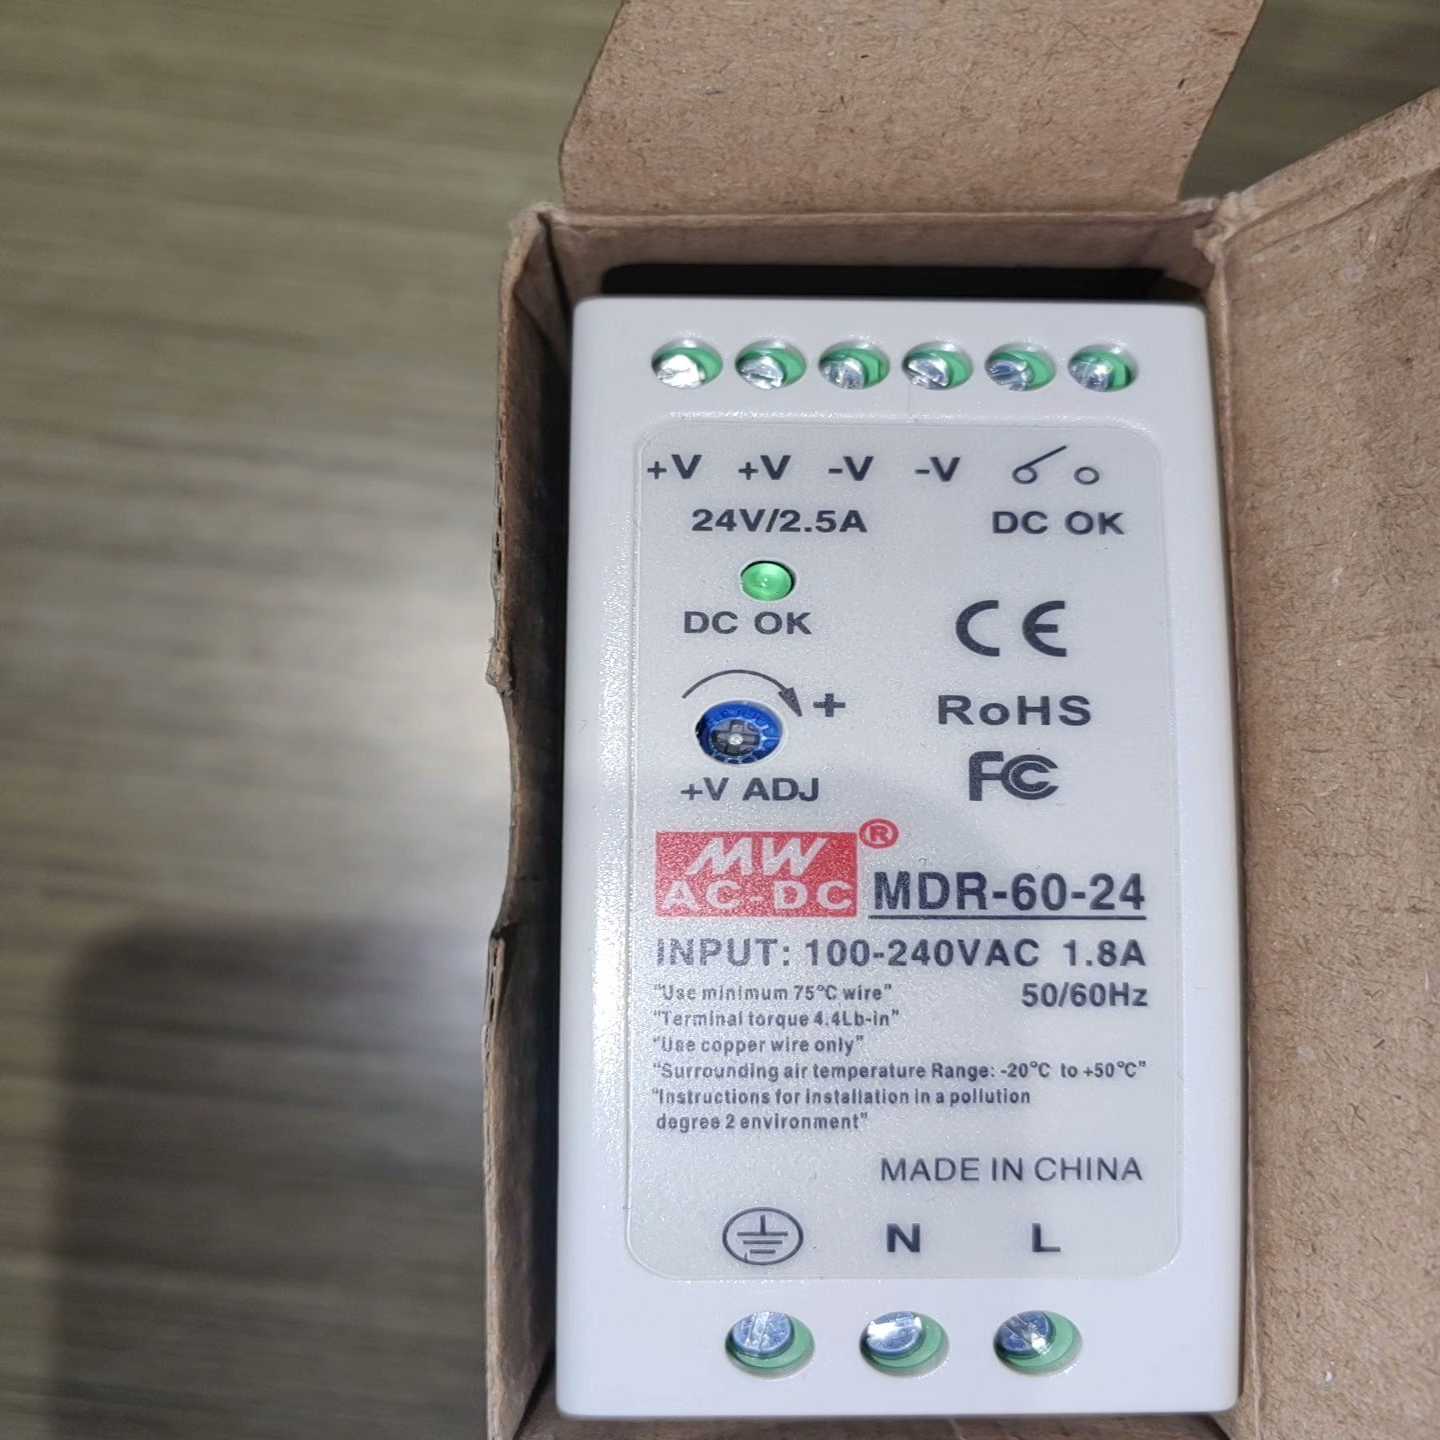 +V +V -V -V
24V/2.5A DC OK
DC OK
CE
+
RoHS
FC
+V ADJ
MW ®
AC-DC MDR-60-24
INPUT: 100-240VAC 1.8A
"Use minimum 75°C wire" 50/60Hz
"Terminal torque 4.4Lb-in"
"Use copper wire only"
"Surrounding air temperature Range: -20°C to +50°C"
"Instructions for installation in a pollution
degree 2 environment"
MADE IN CHINA
N L